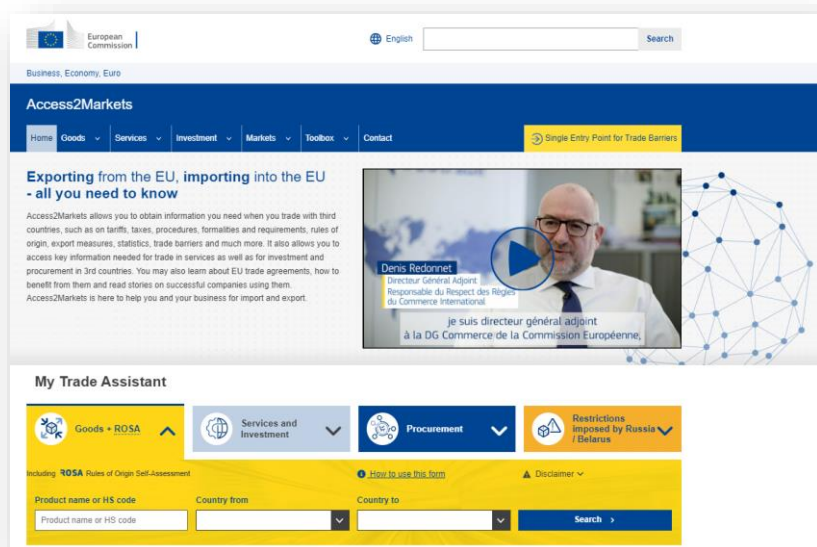 European
Commission
English
Search
Business, Economy, Euro
Access2Markets
Home Goods Services Investment Markets Toolbox Contact
Single Entry Point for Trade Barriers
Exporting from the EU, importing into the EU
- all you need to know
Access2Markets allows you to obtain information you need when you trade with third
countries, such as on tariffs, taxes, procedures, formalities and requirements, rules of
origin, export measures, statistics, trade barriers and much more. It also allows you to
access key information needed for trade in services as well as for investment and
procurement in 3rd countries. You may also learn about EU trade agreements, how to
benefit from them and read stories on successful companies using them.
Access2Markets is here to help you and your business for import and export.
Denis Redonnet
Directeur Général Adjoint
Responsable du Respect des Règles
du Commerce International
je suis directeur général adjoint
à la DG Commerce de la Commission Européenne,
My Trade Assistant
Goods + ROSA
Services and
Investment
Procurement
Restrictions
imposed by Russia
/ Belarus
Including ROSA Rules of Origin Self-Assessment
How to use this form
Disclaimer
Product name or HS code
Country from
Country to
Product name or HS code
Search >